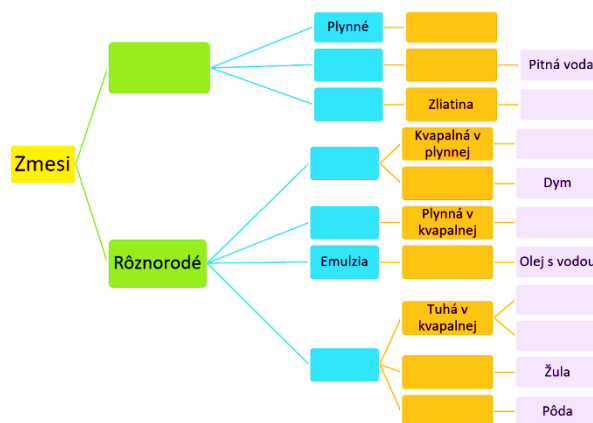 Plynné
Pitná voda
Zliatina
Zmesi
Kvapalná v
plynnej
Dym
Plynná v
kvapalnej
Rôznorodé
Emulzia
Olej s vodou
Tuhá v
kvapalnej
Žula
Pôda